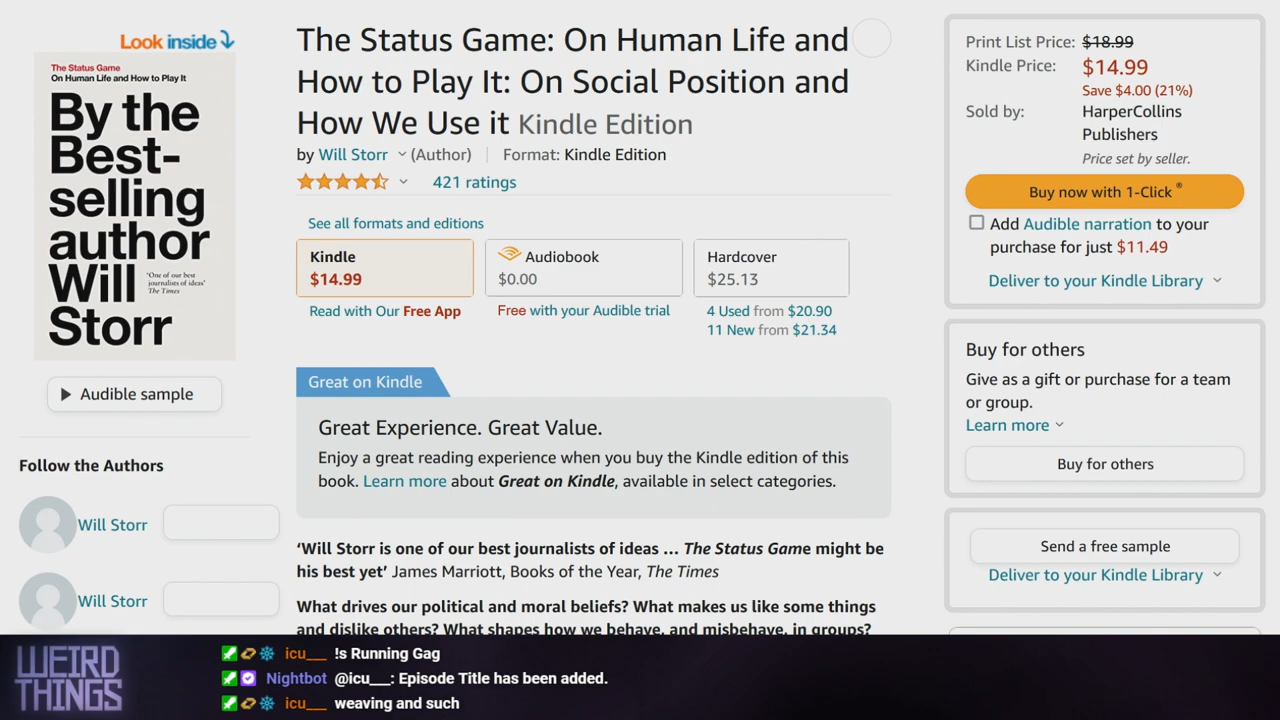 Look inside
The Status Game
On Human Life and How to Play It
By the
Best-
selling
author
Will
Storr
'One of our best
journalists of ideas'
The Times
Audible sample
Follow the Authors
Will Storr
Will Storr
The Status Game: On Human Life and
How to Play It: On Social Position and
How We Use it Kindle Edition
by Will Storr (Author) Format: Kindle Edition
421 ratings
See all formats and editions
Kindle
$14.99
Read with Our Free App
Audiobook
$0.00
Free with your Audible trial
Hardcover
$25.13
4 Used from $20.90
11 New from $21.34
Great on Kindle
Great Experience. Great Value.
Enjoy a great reading experience when you buy the Kindle edition of this
book. Learn more about Great on Kindle, available in select categories.
‘Will Storr is one of our best journalists of ideas … The Status Game might be
his best yet’ James Marriott, Books of the Year, The Times
What drives our political and moral beliefs? What makes us like some things
and dislike others? What shapes how we behave, and misbehave, in groups?
Print List Price: $18.99
Kindle Price: $14.99
Save $4.00 (21%)
Sold by: HarperCollins
Publishers
Price set by seller.
Buy now with 1-Click ®
Add Audible narration to your
purchase for just $11.49
Deliver to your Kindle Library
Buy for others
Give as a gift or purchase for a team
or group.
Learn more
Buy for others
Send a free sample
Deliver to your Kindle Library
WEIRD
THINGS
icu___ !s Running Gag
Nightbot @icu___: Episode Title has been added.
icu___ weaving and such